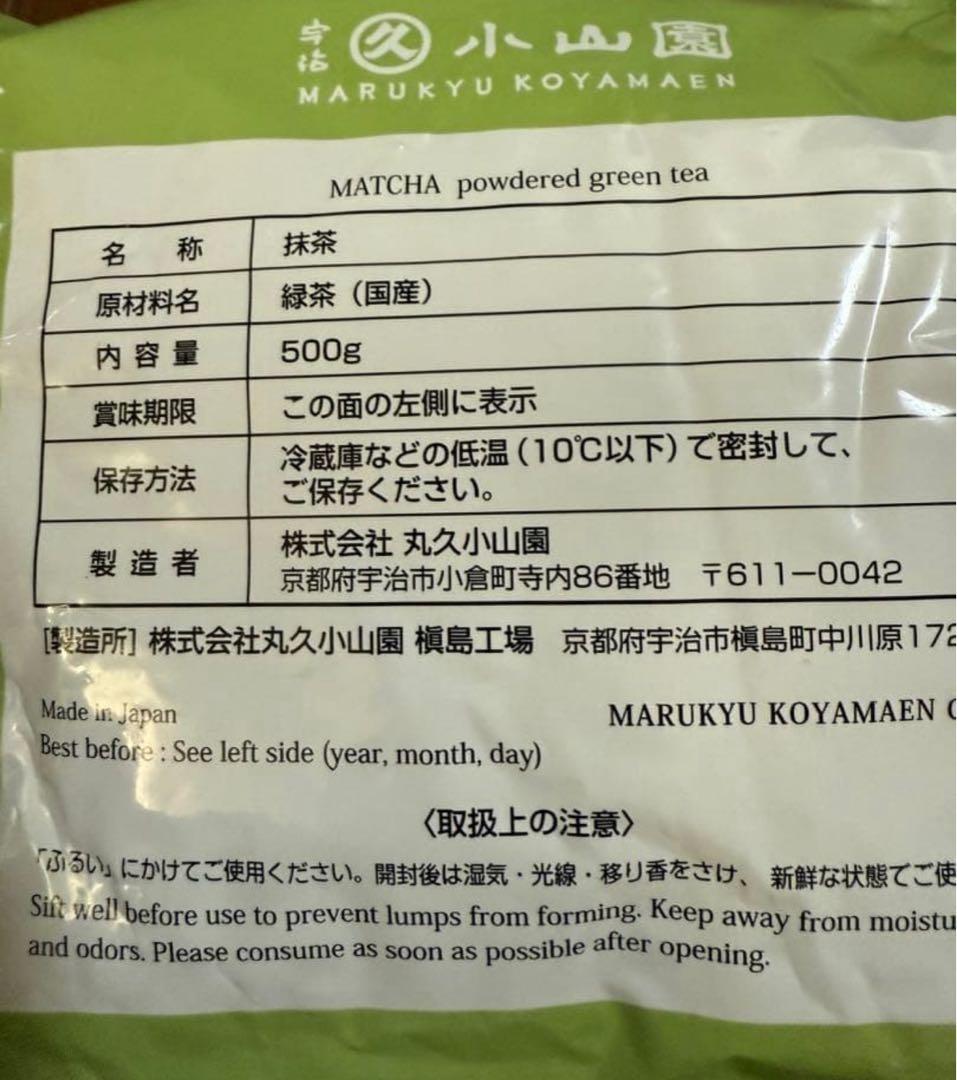 宇治 久 小山園
MARUKYU KOYAMAEN
MATCHA powdered green tea
名 称 抹茶
原材料名 緑茶（国産）
内容量 500g
賞味期限 この面の左側に表示
保存方法 冷蔵庫などの低温（10℃以下）で密封して、
ご保存ください。
製造者 株式会社 丸久小山園
京都府宇治市小倉町寺内86番地 〒611－0042
[製造所] 株式会社丸久小山園 槇島工場 京都府宇治市槇島町中川原172
Made in Japan
MARUKYU KOYAMAEN
Best before : See left side (year, month, day)
〈取扱上の注意〉
「ふるい」にかけてご使用ください。開封後は湿気・光線・移り香をさけ、新鮮な状態でご使
Sift well before use to prevent lumps from forming. Keep away from moistu
and odors. Please consume as soon as possible after opening.